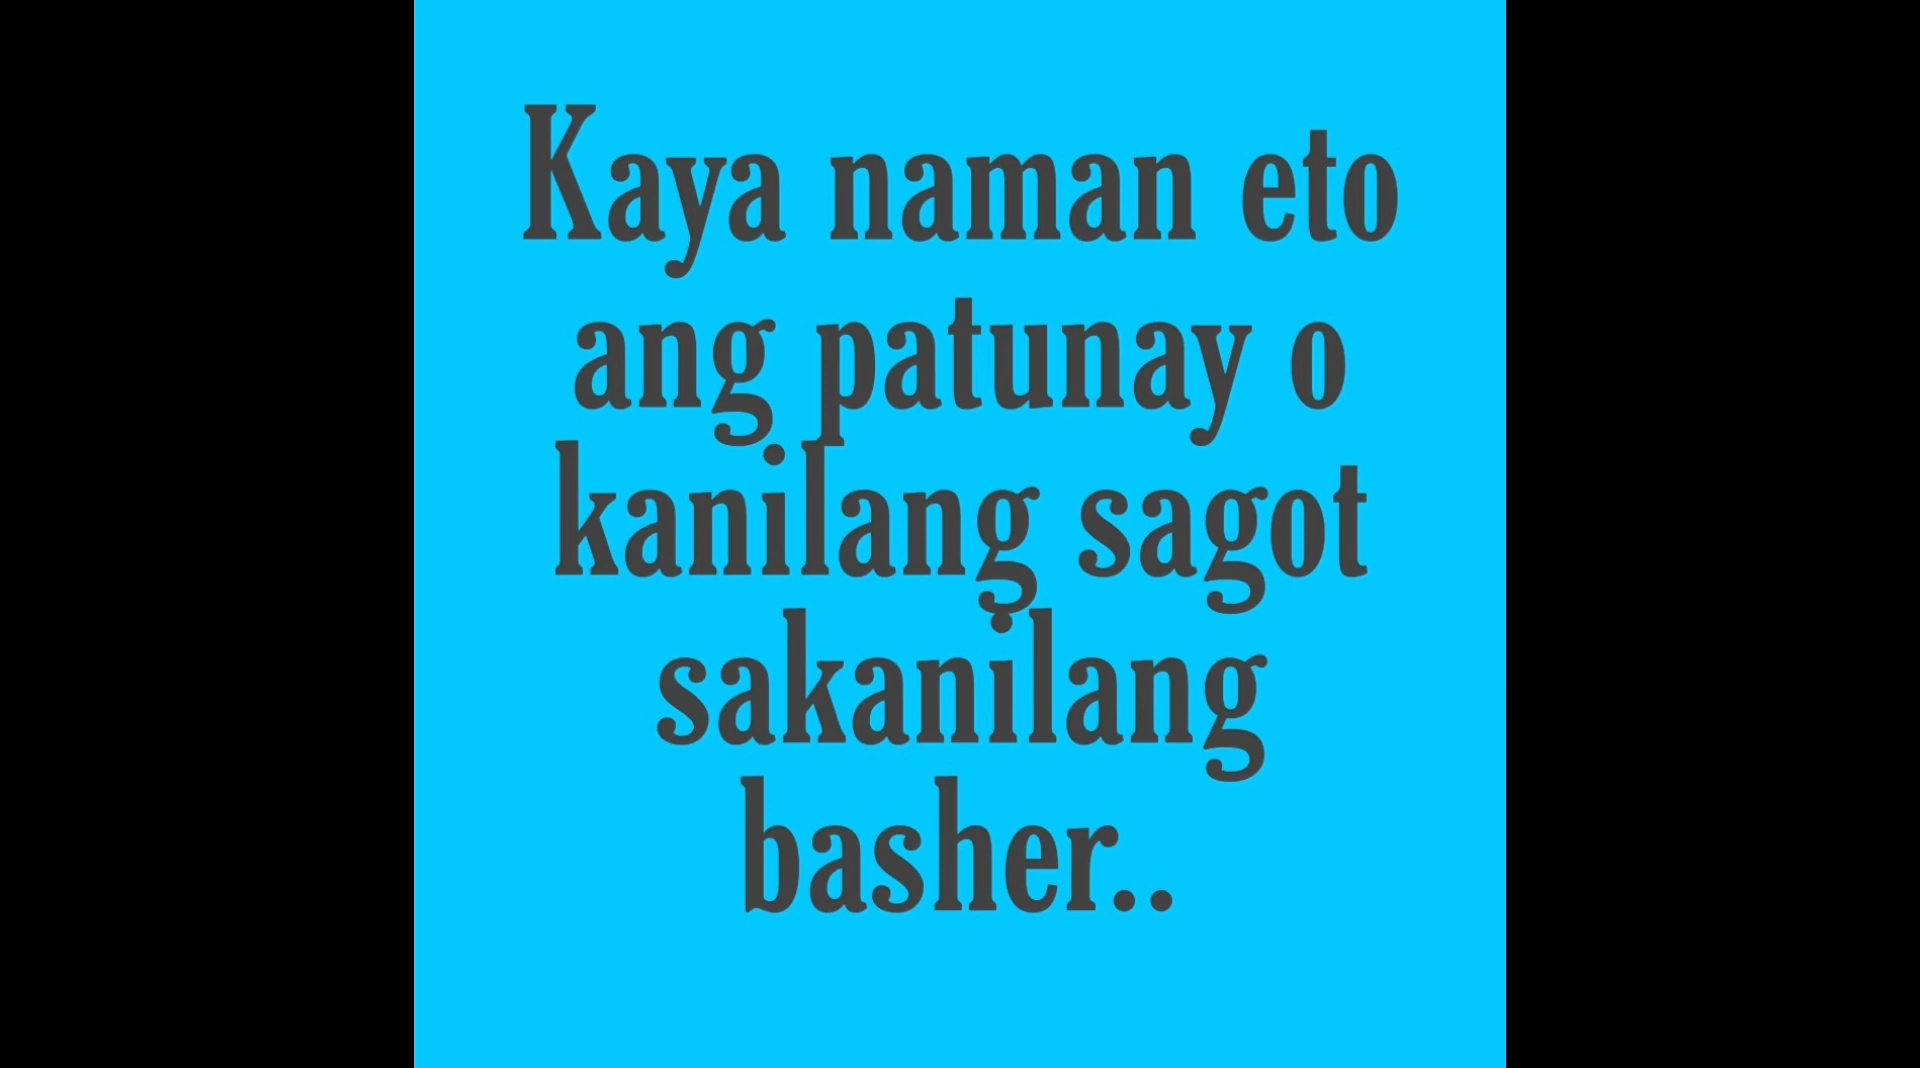 Kaya naman eto
ang patunay o
kanilang sagot
sakanilang
basher..